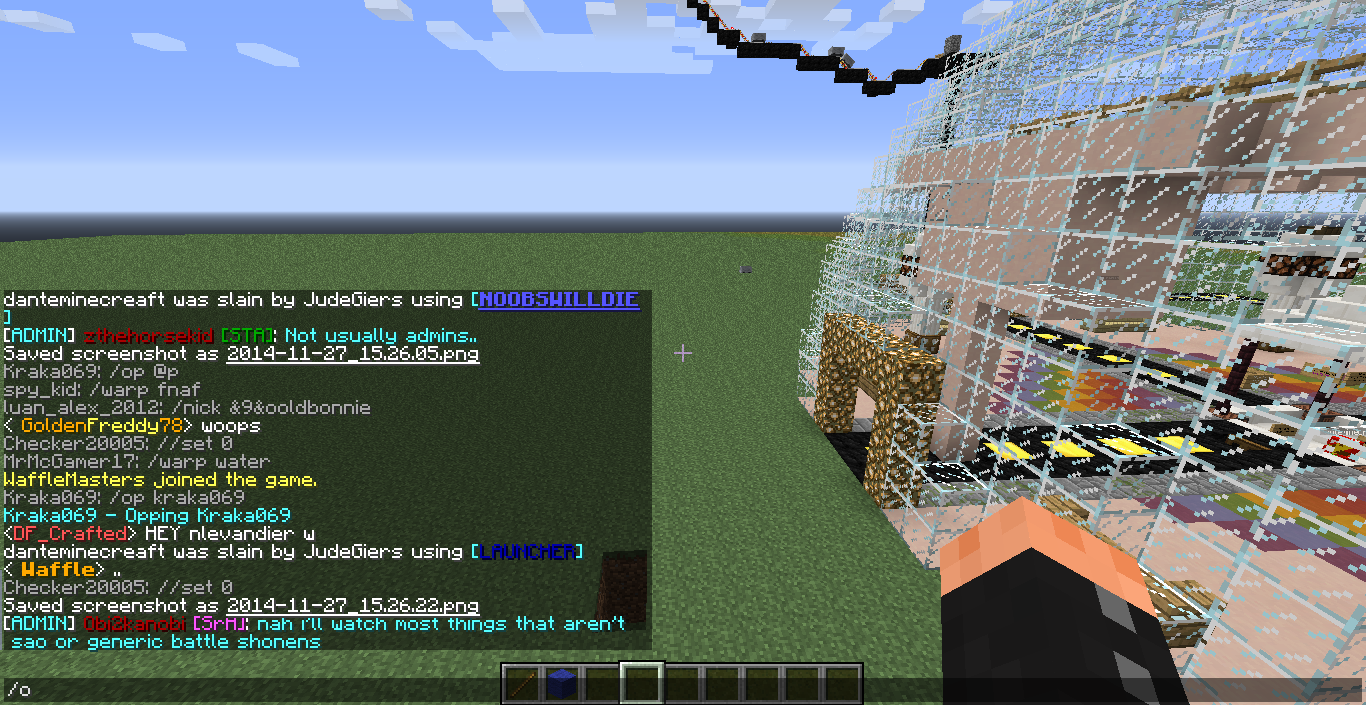 danteminecreaft was slain by JudeGiers using [NOOBSWILLDIE
]
[ADMIN] zthehorsekid [STA]: Not usually admins..
Saved screenshot as 2014-11-27_15.26.05.png
Kraka069: /op @p
spy_kid: /warp fnaf
luan_alex_2012: /nick &9&ooldbonnie
< GoldenFreddy78> woops
Checker20005: //set 0
MrMcGamer17: /warp water
WaffleMasters joined the game.
Kraka069: /op kraka069
Kraka069 - Opping Kraka069
<DF_Crafted> HEY nlevandier w
danteminecreaft was slain by JudeGiers using [LAUNCHER]
< Waffle> ..
Checker20005: //set 0
Saved screenshot as 2014-11-27_15.26.22.png
[ADMIN] Obi2kanobi [SrA]: nah i'll watch most things that aren't
sao or generic battle shonens
/o